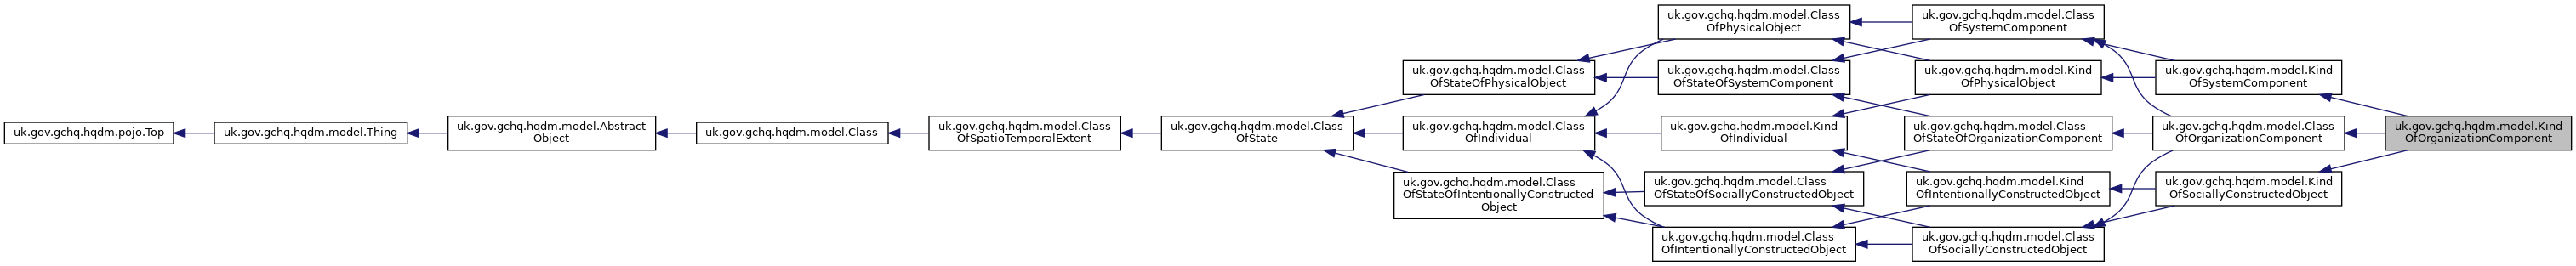 uk.gov.gchq.hqdm.pojo.Top
uk.gov.gchq.hqdm.model.Thing
uk.gov.gchq.hqdm.model.Abstract
Object
uk.gov.gchq.hqdm.model.Class
uk.gov.gchq.hqdm.model.Class
OfSpatioTemporalExtent
uk.gov.gchq.hqdm.model.Class
OfState
uk.gov.gchq.hqdm.model.Class
OfStateOfPhysicalObject
uk.gov.gchq.hqdm.model.Class
OfIndividual
uk.gov.gchq.hqdm.model.Class
OfStateOfIntentionallyConstructed
Object
uk.gov.gchq.hqdm.model.Class
OfPhysicalObject
uk.gov.gchq.hqdm.model.Class
OfStateOfSystemComponent
uk.gov.gchq.hqdm.model.Kind
OfIndividual
uk.gov.gchq.hqdm.model.Class
OfStateOfSociallyConstructedObject
uk.gov.gchq.hqdm.model.Class
OfIntentionallyConstructedObject
uk.gov.gchq.hqdm.model.Class
OfSystemComponent
uk.gov.gchq.hqdm.model.Kind
OfPhysicalObject
uk.gov.gchq.hqdm.model.Class
OfStateOfOrganizationComponent
uk.gov.gchq.hqdm.model.Kind
OfIntentionallyConstructedObject
uk.gov.gchq.hqdm.model.Class
OfSociallyConstructedObject
uk.gov.gchq.hqdm.model.Kind
OfSystemComponent
uk.gov.gchq.hqdm.model.Class
OfOrganizationComponent
uk.gov.gchq.hqdm.model.Kind
OfSociallyConstructedObject
uk.gov.gchq.hqdm.model.Kind
OfOrganizationComponent